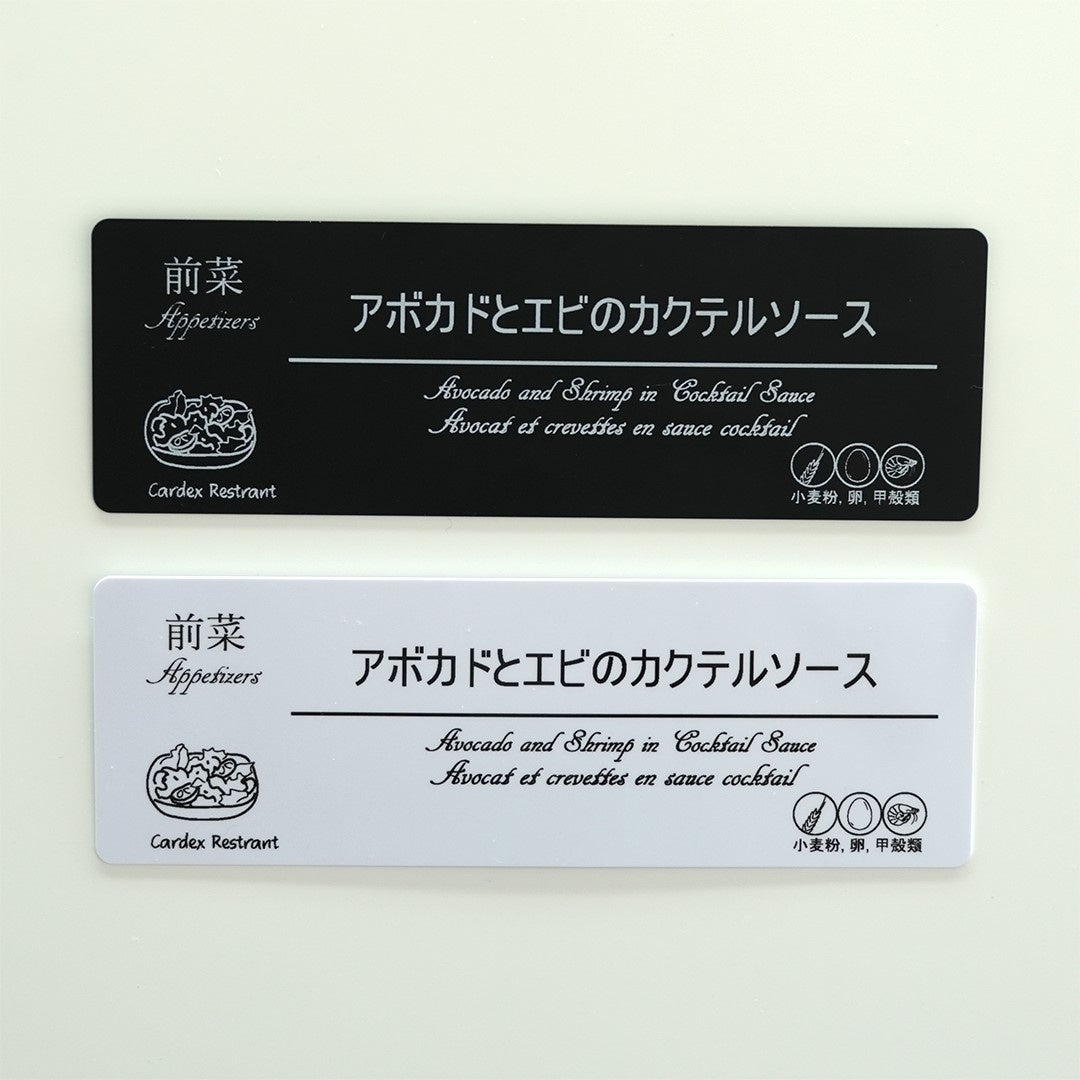 前菜
Appetizers
アボカドとエビのカクテルソース
Avocado and Shrimp in Cocktail Sauce
Avocat et crevettes en sauce cocktail
Cardex Restrant
小麦粉, 卵, 甲殻類
前菜
Appetizers
アボカドとエビのカクテルソース
Avocado and Shrimp in Cocktail Sauce
Avocat et crevettes en sauce cocktail
Cardex Restrant
小麦粉, 卵, 甲殻類